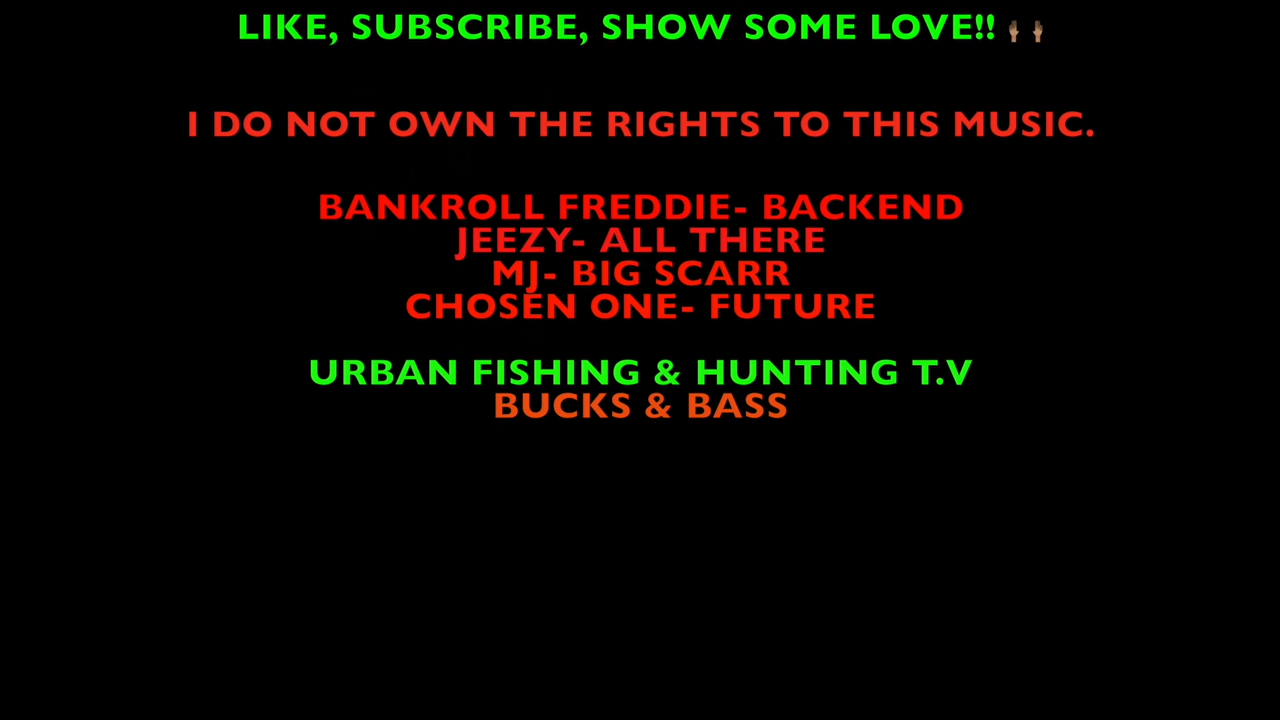 LIKE, SUBSCRIBE, SHOW SOME LOVE!! 🙌🏽
I DO NOT OWN THE RIGHTS TO THIS MUSIC.
BANKROLL FREDDIE- BACKEND
JEEZY- ALL THERE
MJ- BIG SCARR
CHOSEN ONE- FUTURE
URBAN FISHING & HUNTING T.V
BUCKS & BASS